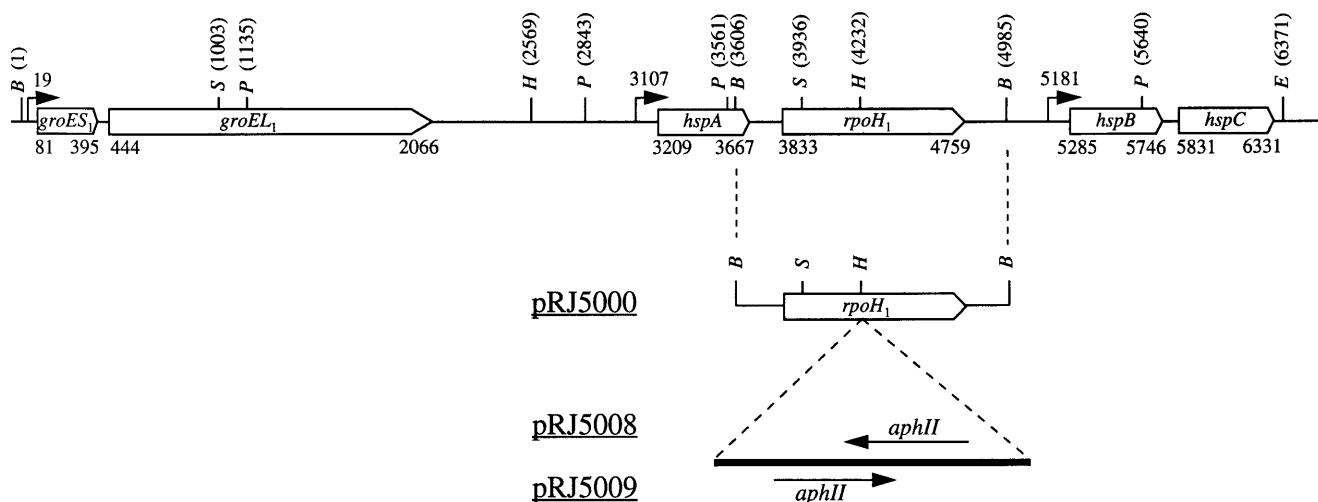 B (1)
19
S (1003)
P (1135)
H (2569)
P (2843)
3107
P (3561)
B (3606)
S (3936)
H (4232)
B (4985)
5181
P (5640)
E (6371)
groES1
groEL1
hspA
rpoH1
hspB
hspC
81 395 444 2066 3209 3667 3833 4759 5285 5746 5831 6331
B S H B
pRJ5000
rpoH1
pRJ5008
aphII
pRJ5009
aphII